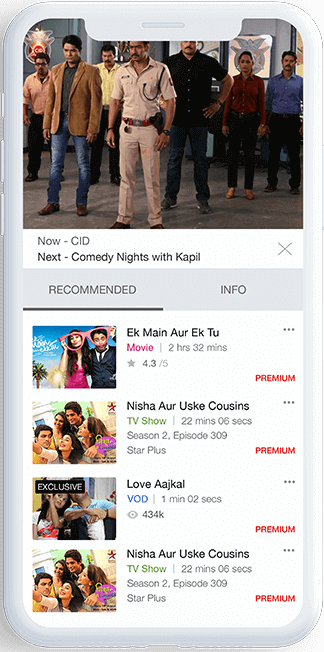 CID
Now - CID
Next - Comedy Nights with Kapil
RECOMMENDED
INFO
Ek Main Aur Ek Tu
Movie | 2 hrs 32 mins
4.3 /5
PREMIUM
Nisha Aur Uske Cousins
TV Show | 22 mins 06 secs
Season 2, Episode 309
Star Plus
PREMIUM
EXCLUSIVE
Love Aajkal
VOD | 1 min 02 secs
434k
PREMIUM
Nisha Aur Uske Cousins
TV Show | 22 mins 06 secs
Season 2, Episode 309
Star Plus
PREMIUM